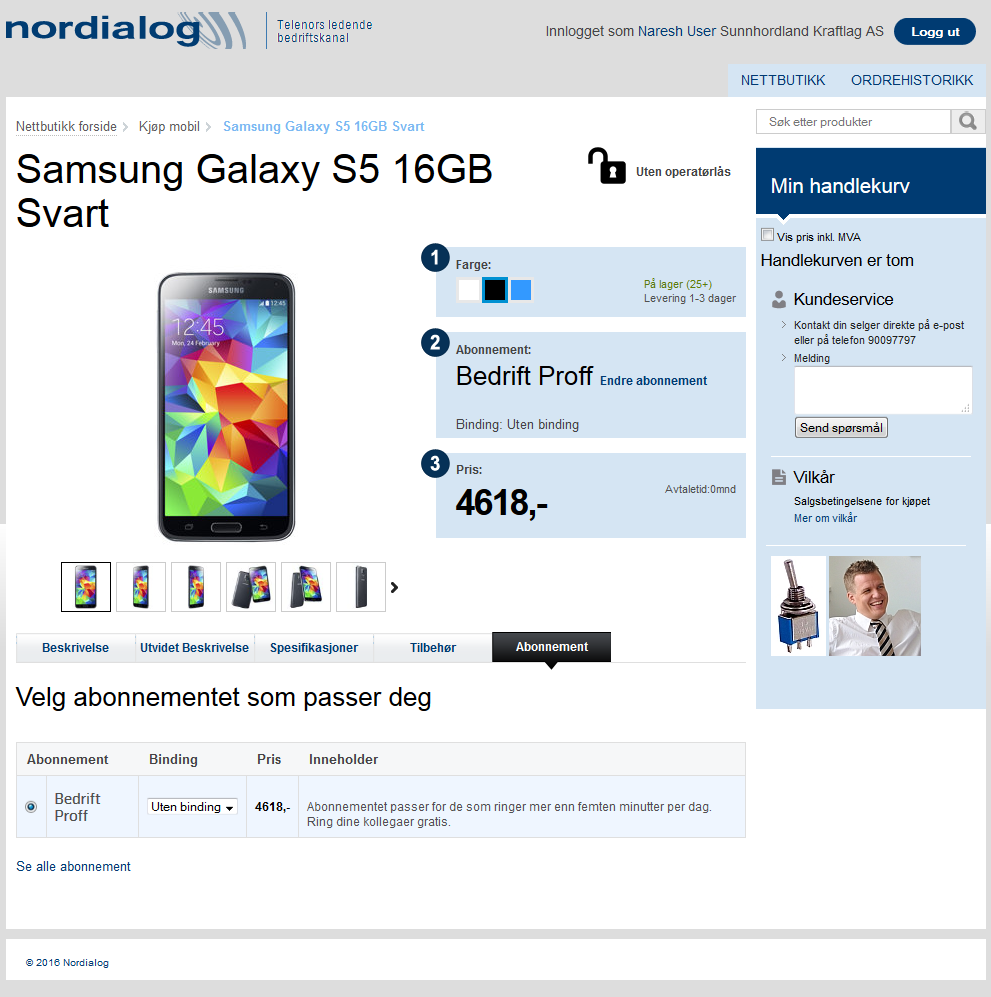 nordialog
Telenors ledende
bedriftskanal
Innlogget som Naresh User Sunnhordland Kraftlag AS
Logg ut
NETTBUTIKK
ORDREHISTORIKK
Nettbutikk forside
Kjøp mobil
Samsung Galaxy S5 16GB Svart
Søk etter produkter
Samsung Galaxy S5 16GB
Svart
Uten operatørlås
SAMSUNG
12:45
12:45
Mon, 24 February
1
Farge:
På lager (25+)
Levering 1-3 dager
2
Abonnement:
Bedrift Proff Endre abonnement
Binding: Uten binding
3
Pris:
4618,-
Avtaletid:0mnd
Min handlekurv
Vis pris inkl. MVA
Handlekurven er tom
Kundeservice
Kontakt din selger direkte på e-post
eller på telefon 90097797
Melding
Send spørsmål
Vilkår
Salgsbetingelsene for kjøpet
Mer om vilkår
Beskrivelse
Utvidet Beskrivelse
Spesifikasjoner
Tilbehør
Abonnement
Velg abonnementet som passer deg
Abonnement
Binding
Pris
Inneholder
Bedrift
Proff
Uten binding
4618,-
Abonnementet passer for de som ringer mer enn femten minutter per dag.
Ring dine kollegaer gratis.
Se alle abonnement
© 2016 Nordialog